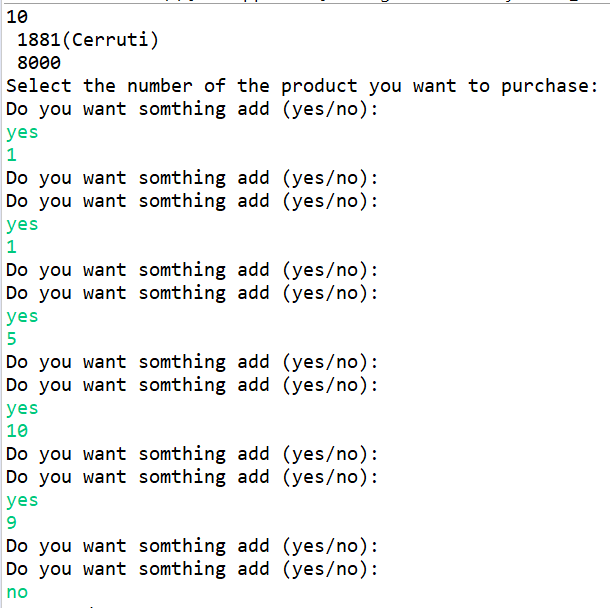 10
1881(Cerruti)
8000
Select the number of the product you want to purchase:
Do you want somthing add (yes/no):
yes
1
Do you want somthing add (yes/no):
Do you want somthing add (yes/no):
yes
1
Do you want somthing add (yes/no):
Do you want somthing add (yes/no):
yes
5
Do you want somthing add (yes/no):
Do you want somthing add (yes/no):
yes
10
Do you want somthing add (yes/no):
Do you want somthing add (yes/no):
yes
9
Do you want somthing add (yes/no):
Do you want somthing add (yes/no):
no